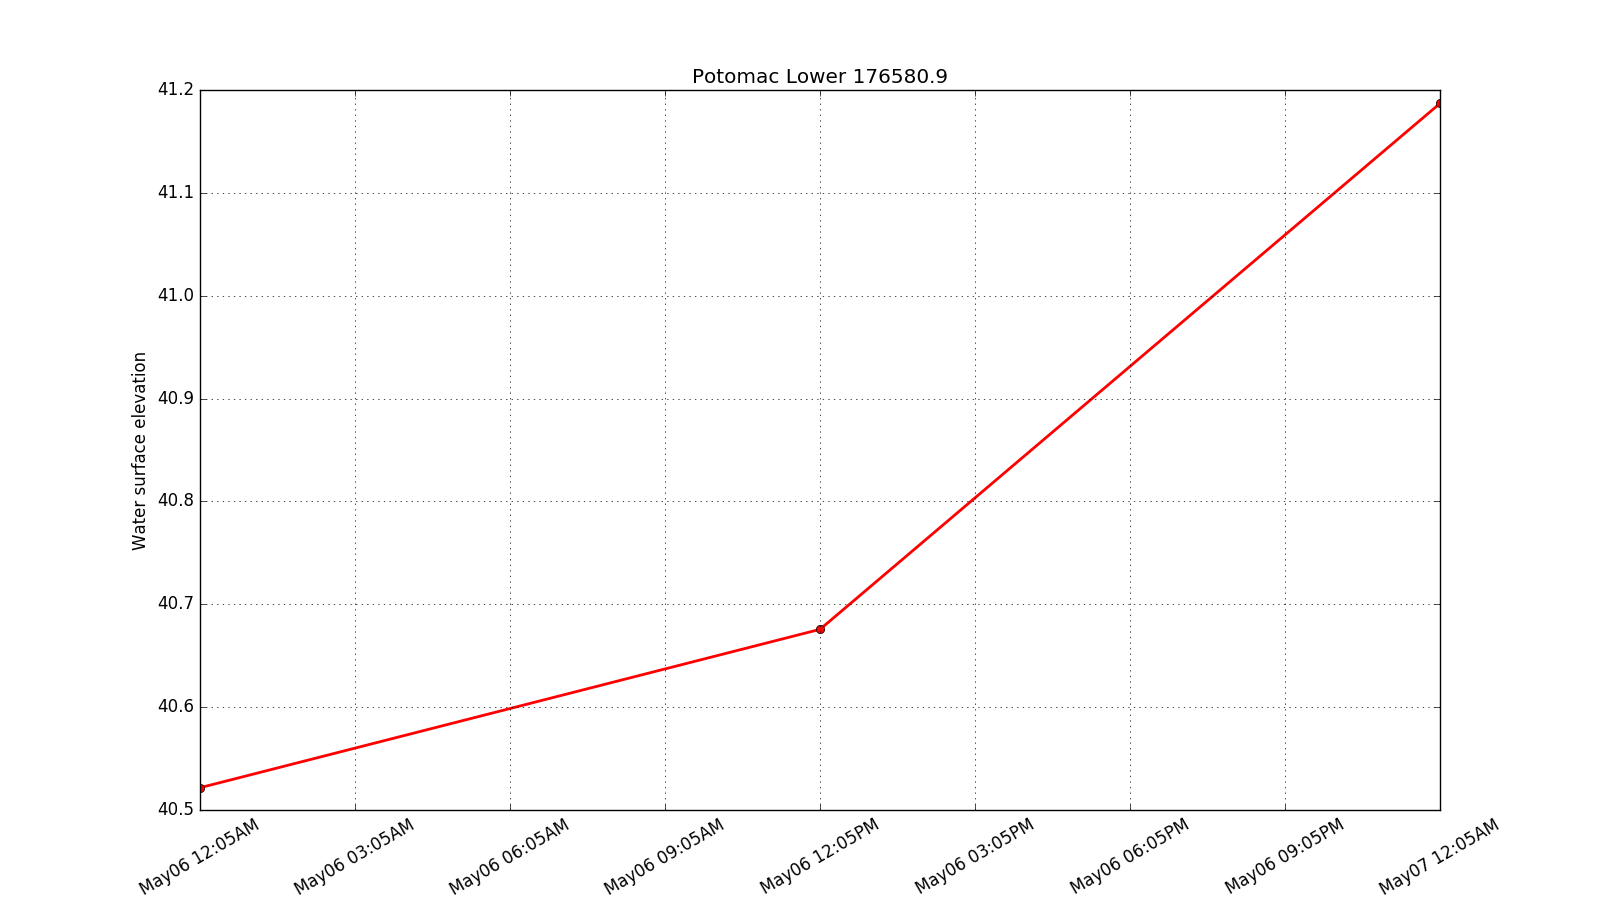 Potomac Lower 176580.9
41.2
41.1
41.0
40.9
40.8
40.7
40.6
40.5
Water surface elevation
May06 12:05AM
May06 03:05AM
May06 06:05AM
May06 09:05AM
May06 12:05PM
May06 03:05PM
May06 06:05PM
May06 09:05PM
May07 12:05AM